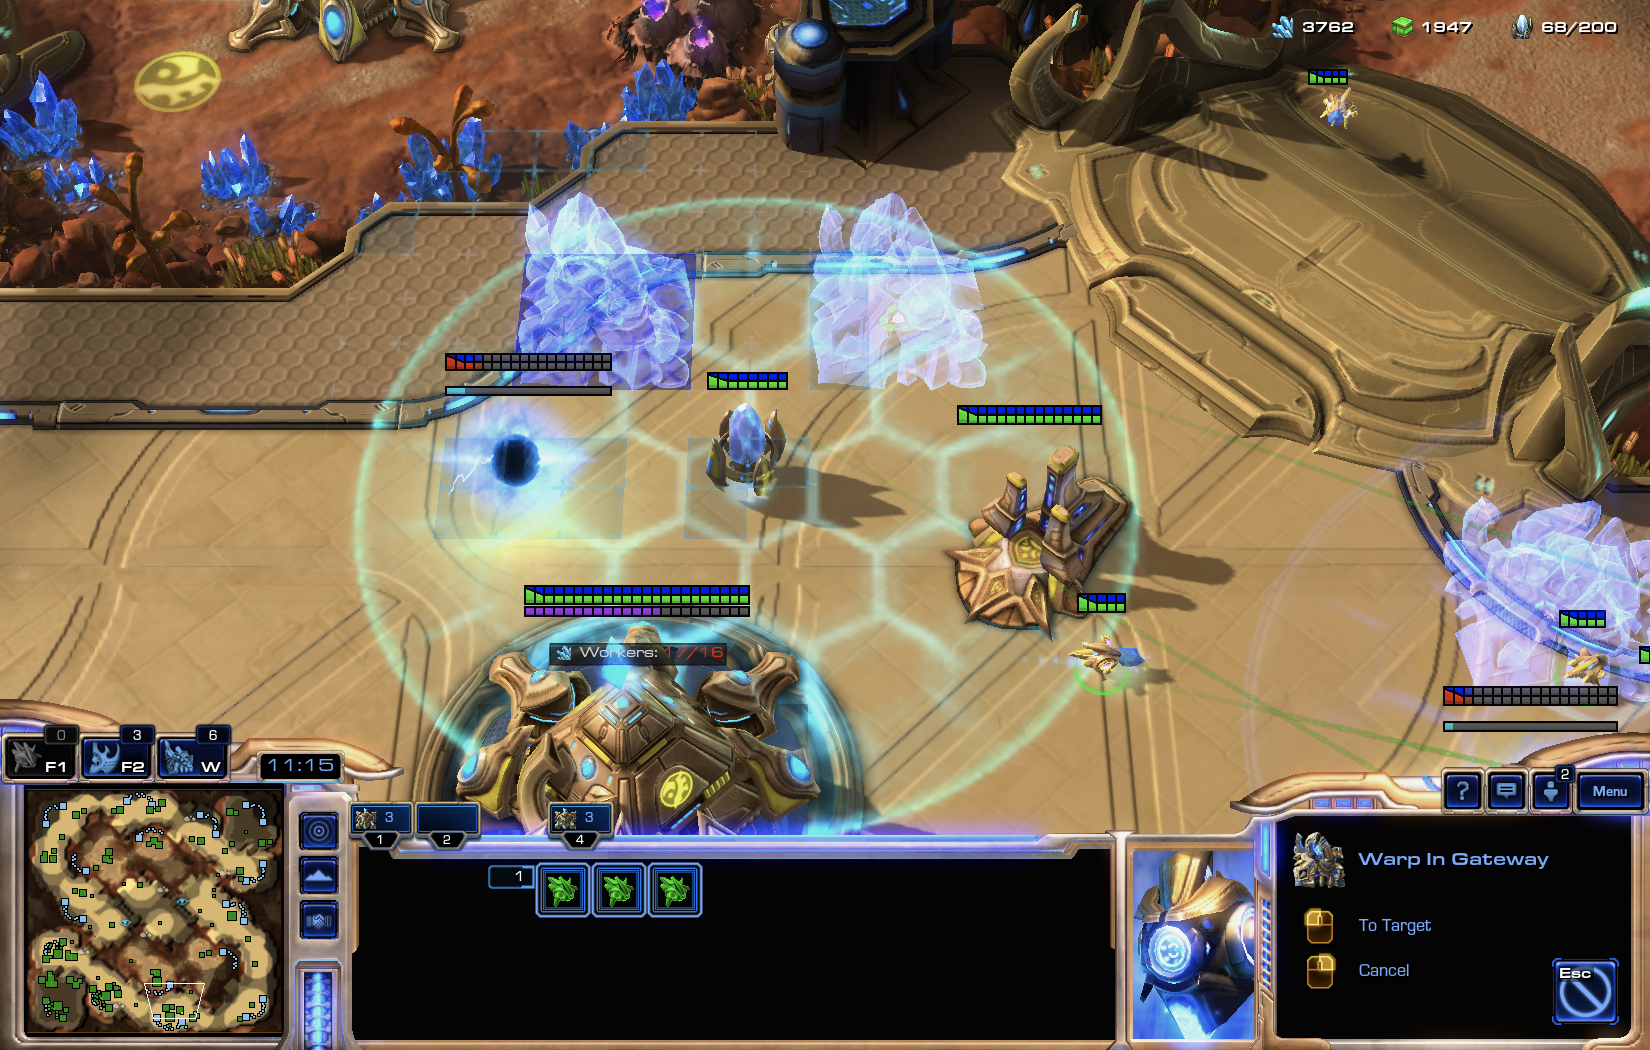 3762 1947 68/200
Workers: 17/16
0 3 6
F1 F2 W
11:15
3 3
1 2 4
1
? 2 Menu
Warp In Gateway
To Target
Cancel
Esc